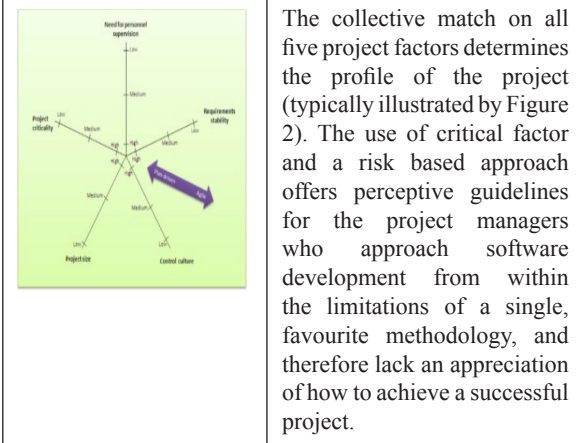 Need for personnel
supervision
Low
Medium
High
Requirements
stability
Low
Medium
High
Project
criticality
Low
Medium
High
High
Medium
Low
Project size
High
Medium
Low
Control culture
Plan driven
Agile
The collective match on all
five project factors determines
the profile of the project
(typically illustrated by Figure
2). The use of critical factor
and a risk based approach
offers perceptive guidelines
for the project managers
who approach software
development from within
the limitations of a single,
favourite methodology, and
therefore lack an appreciation
of how to achieve a successful
project.